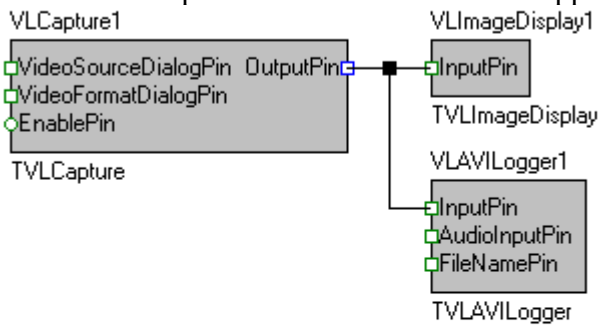 VLCapture1
VideoSourceDialogPin OutputPin
VideoFormatDialogPin
EnablePin
TVLCapture
VLImageDisplay1
InputPin
TVLImageDisplay
VLAVILogger1
InputPin
AudioInputPin
FileNamePin
TVLAVILogger